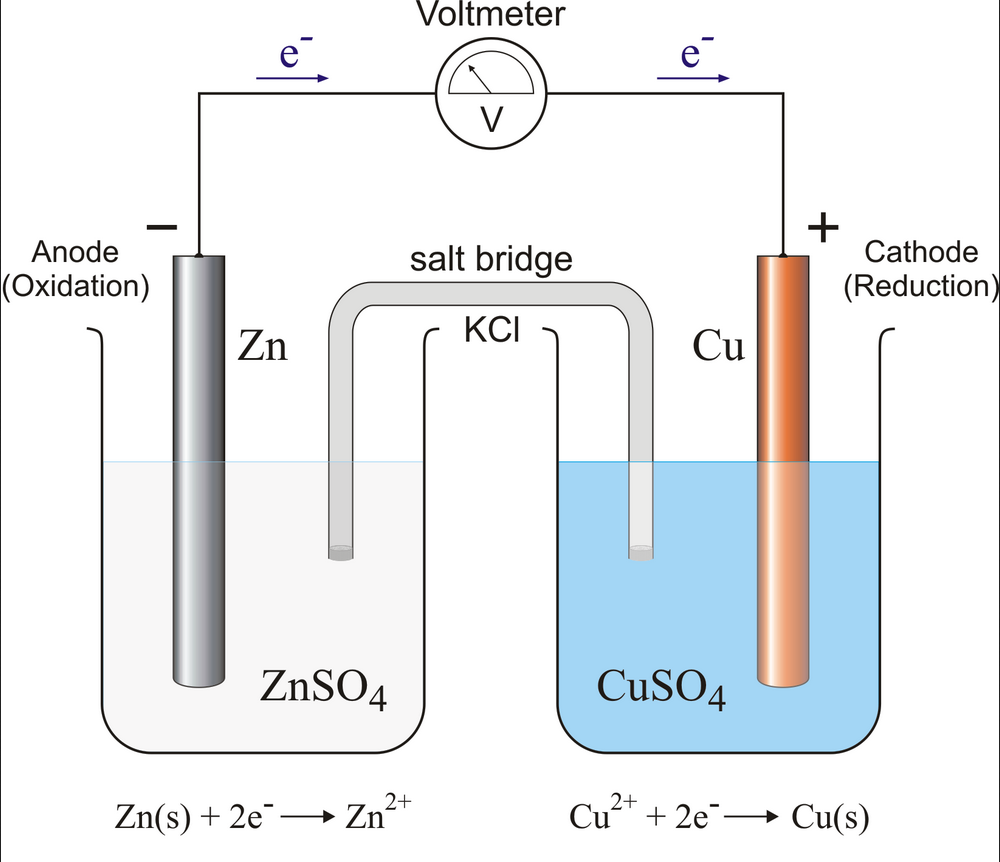 Voltmeter
e⁻
e⁻
V
−
+
Anode
(Oxidation)
Cathode
(Reduction)
salt bridge
KCl
Zn
Cu
ZnSO₄
CuSO₄
Zn(s) + 2e⁻ ⟶ Zn²⁺
Cu²⁺ + 2e⁻ ⟶ Cu(s)